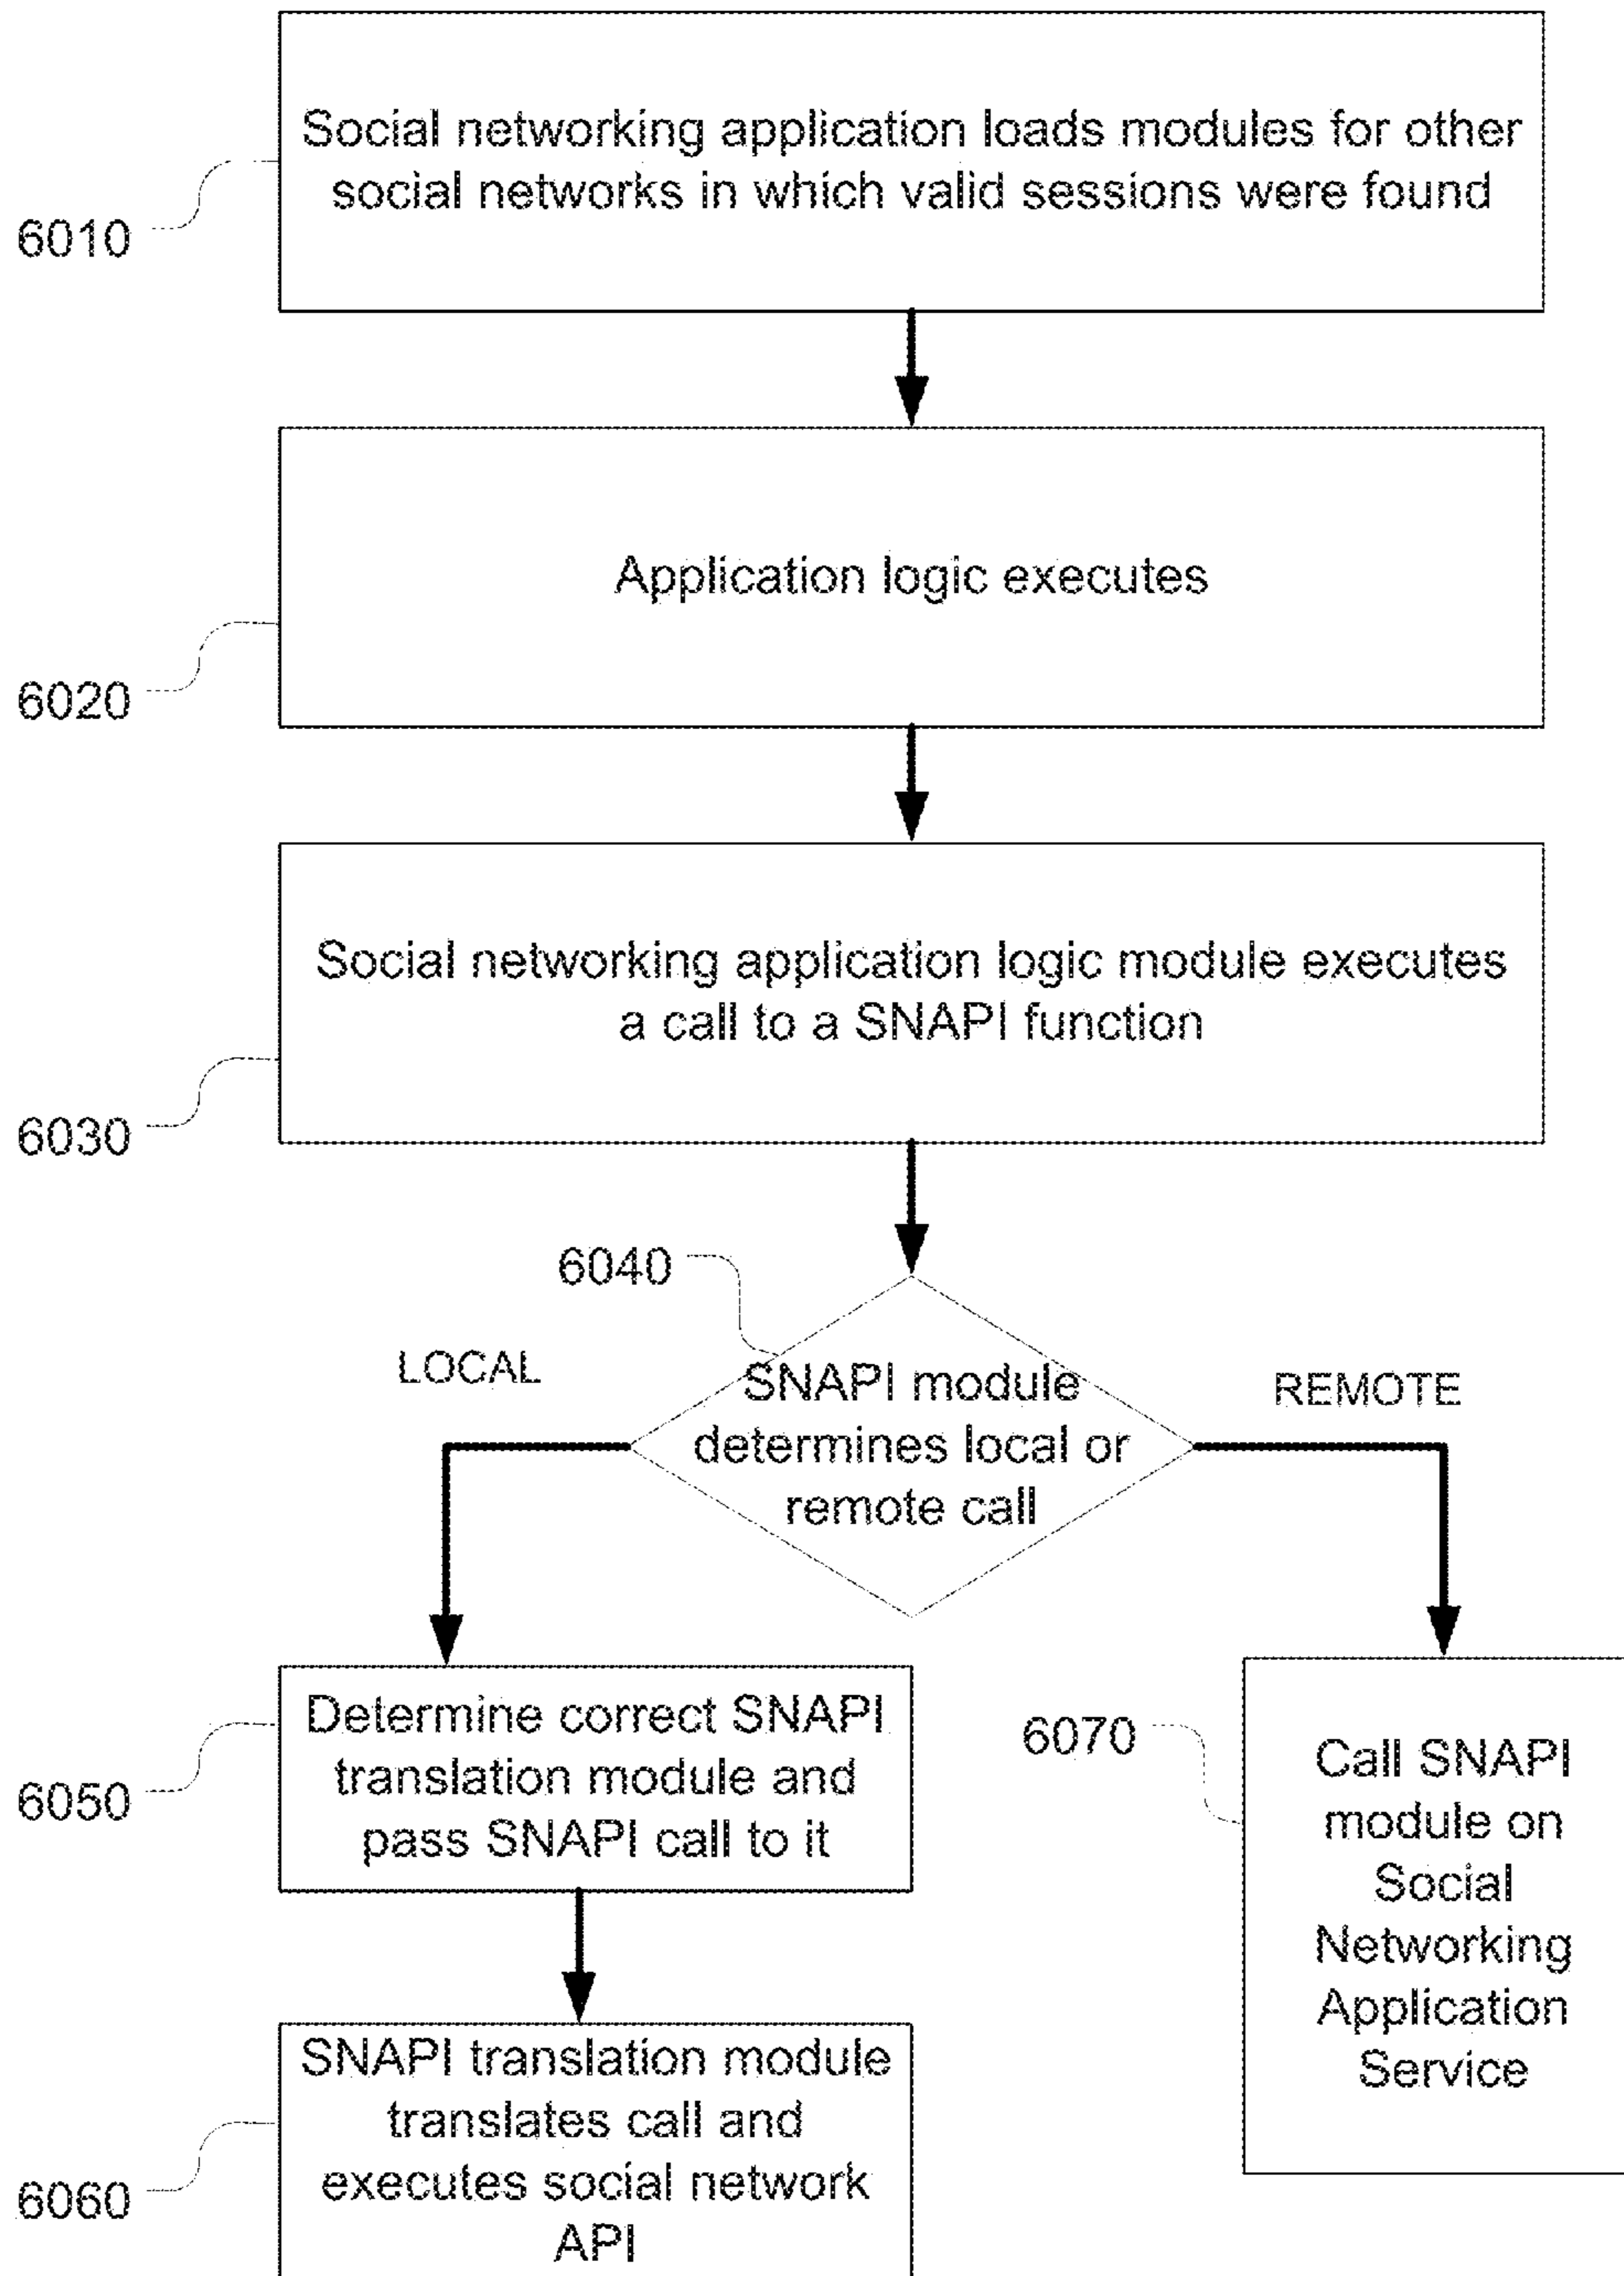 Social networking application loads modules for other
social networks in which valid sessions were found
6010
Application logic executes
6020
Social networking application logic module executes
a call to a SNAPI function
6030
6040
LOCAL
SNAPI module
determines local or
remote call
REMOTE
Determine correct SNAPI
translation module and
pass SNAPI call to it
6050
6070
Call SNAPI
module on
Social
Networking
Application
Service
SNAPI translation module
translates call and
executes social network
API
6060